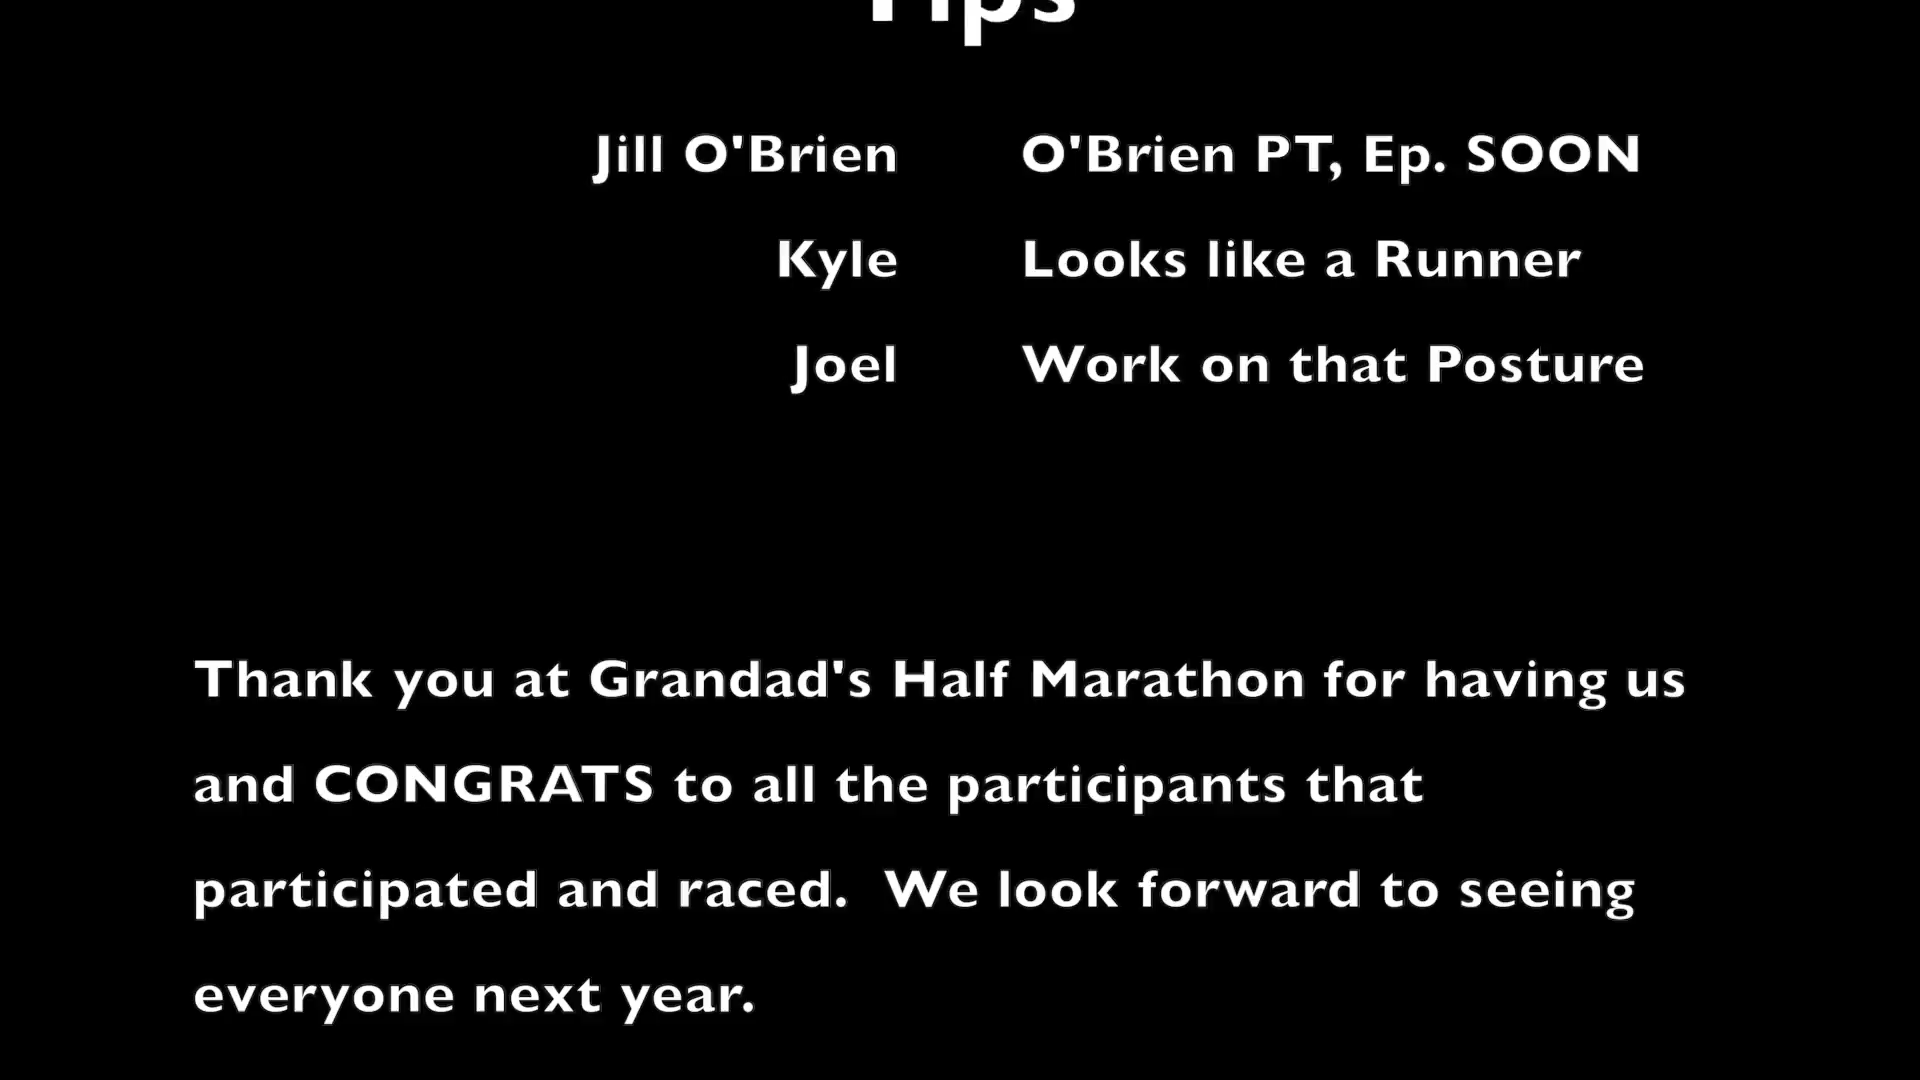 Tips
Jill O'Brien O'Brien PT, Ep. SOON
Kyle Looks like a Runner
Joel Work on that Posture
Thank you at Grandad's Half Marathon for having us
and CONGRATS to all the participants that
participated and raced.  We look forward to seeing
everyone next year.